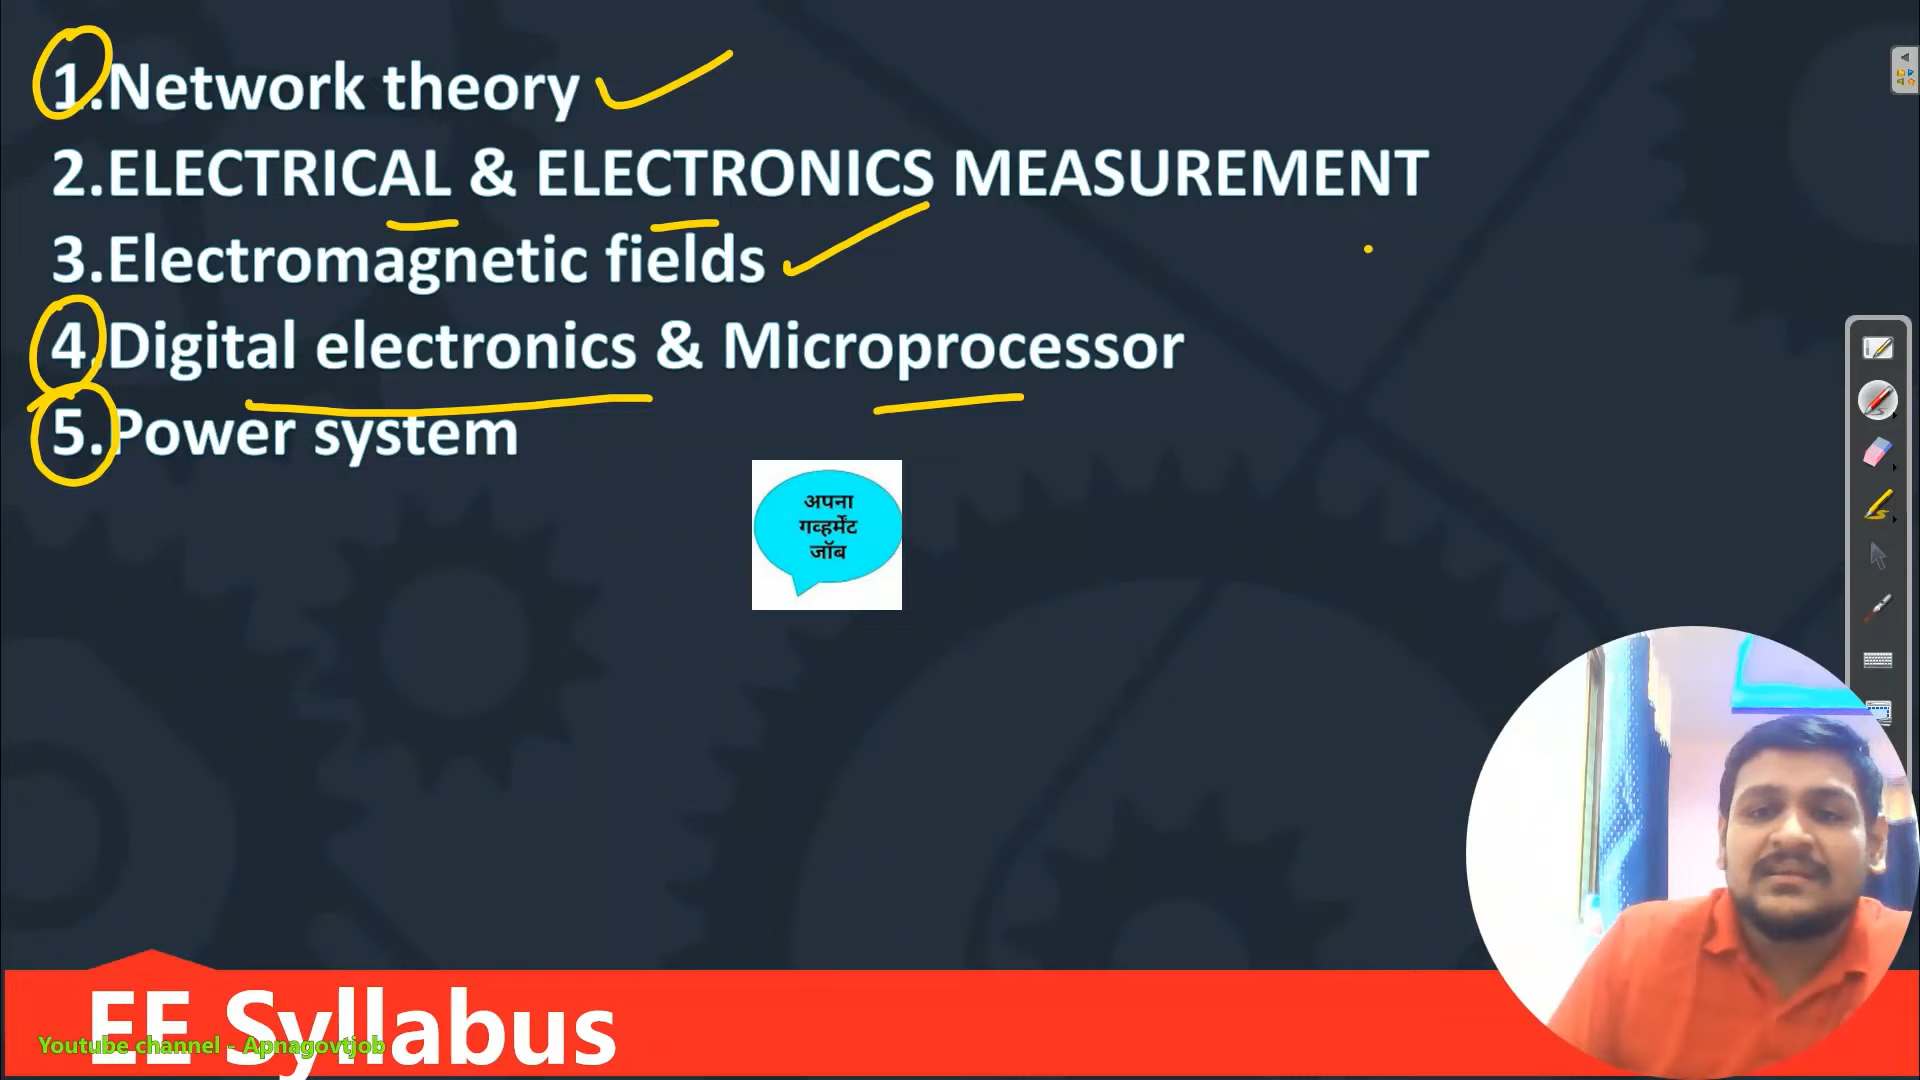 1.Network theory
2.ELECTRICAL & ELECTRONICS MEASUREMENT
3.Electromagnetic fields
4.Digital electronics & Microprocessor
5.Power system
अपना
गव्हर्मेंट
जॉब
EE Syllabus
Youtube channel - Apnagovtjob